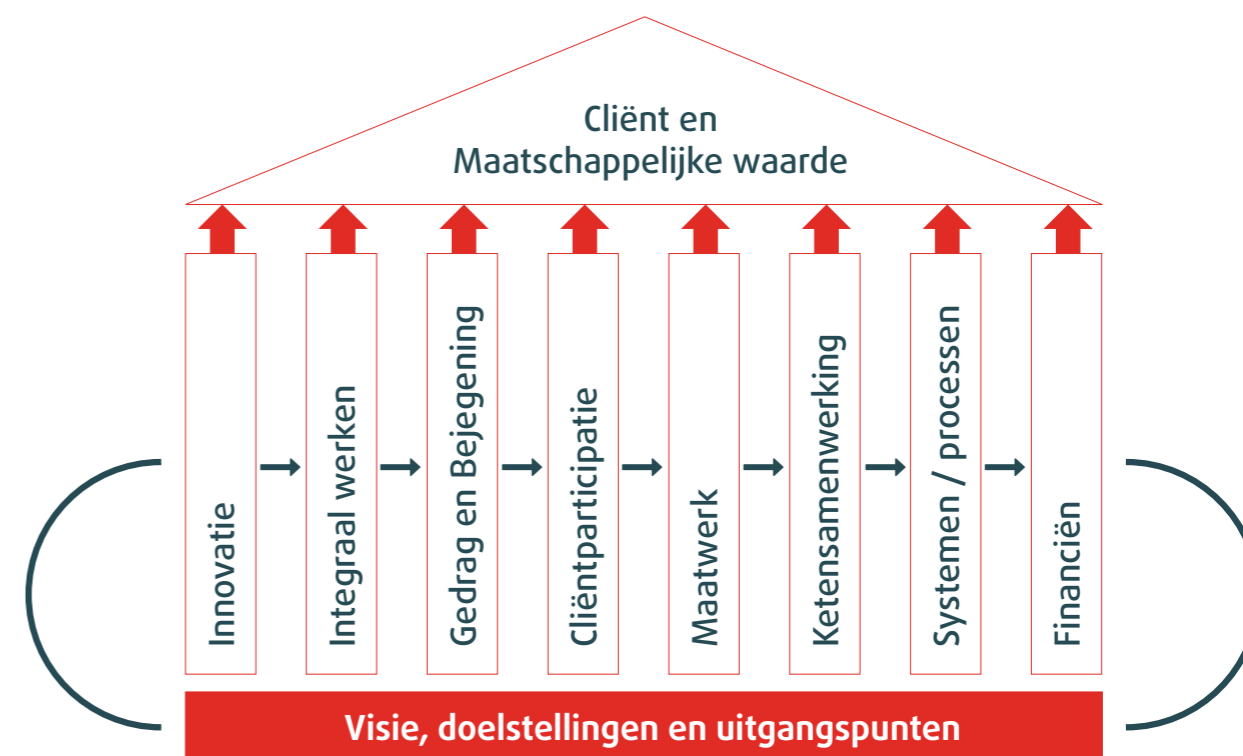 Cliënt en
Maatschappelijke waarde
Innovatie
Integraal werken
Gedrag en Bejegening
Cliëntparticipatie
Maatwerk
Ketensamenwerking
Systemen / processen
Financiën
Visie, doelstellingen en uitgangspunten